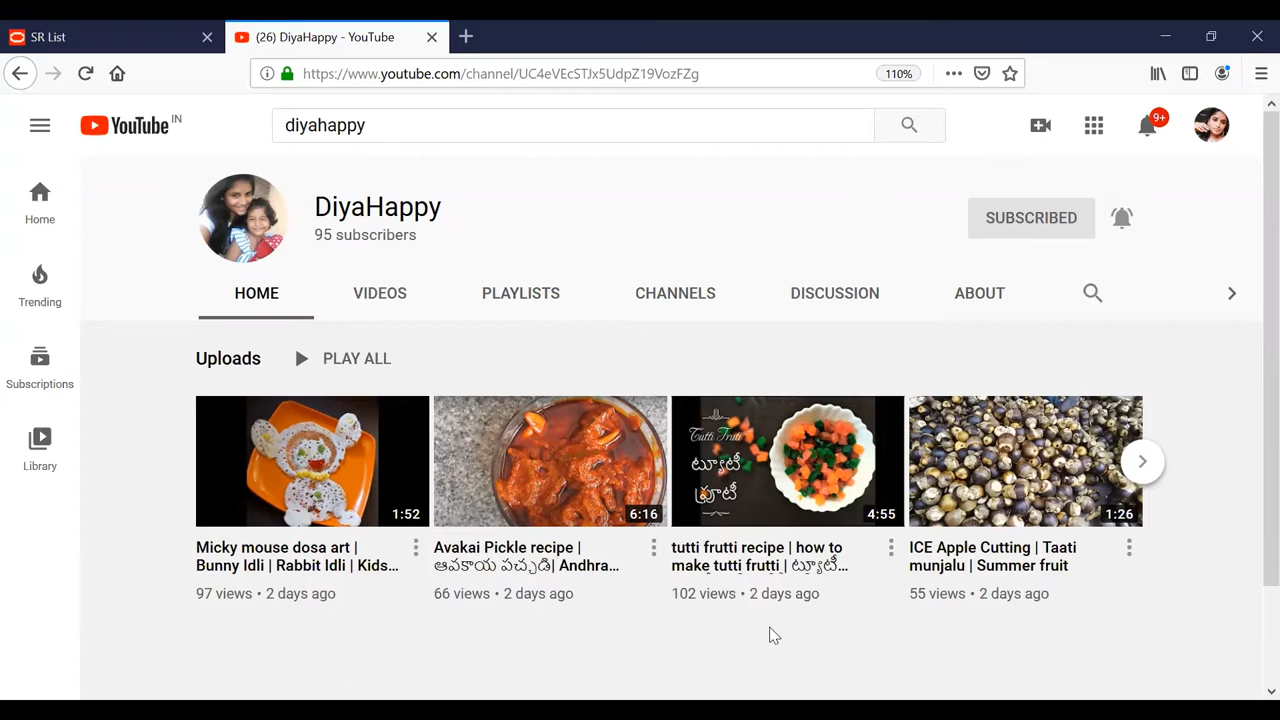 SR List
(26) DiyaHappy - YouTube
https://www.youtube.com/channel/UC4eVEcSTJx5UdpZ19VozFZg
110%
YouTube IN
diyahappy
9+
Home
Trending
Subscriptions
Library
DiyaHappy
95 subscribers
SUBSCRIBED
HOME VIDEOS PLAYLISTS CHANNELS DISCUSSION ABOUT
Uploads PLAY ALL
1:52
6:16
Tutti Fruti
ట్యూటీ
ఫ్రూటీ
4:55
1:26
Micky mouse dosa art |
Bunny Idli | Rabbit Idli | Kids...
97 views • 2 days ago
Avakai Pickle recipe |
ఆవకాయ పచ్చడి| Andhra...
66 views • 2 days ago
tutti frutti recipe | how to
make tutti frutti | ట్యూటీ...
102 views • 2 days ago
ICE Apple Cutting | Taati
munjalu | Summer fruit
55 views • 2 days ago